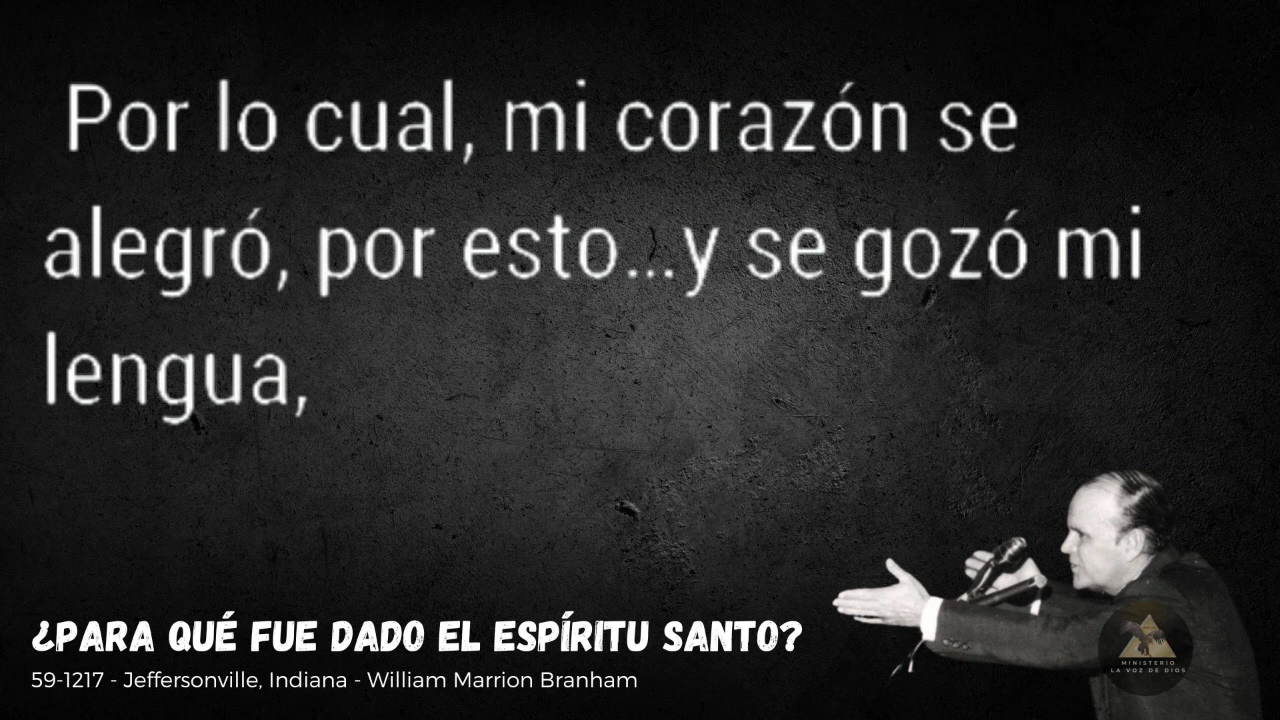 Por lo cual, mi corazón se
alegró, por esto...y se gozó mi
lengua,
¿PARA QUÉ FUE DADO EL ESPÍRITU SANTO?
59-1217 - Jeffersonville, Indiana - William Marrion Branham
MINISTERIO
LA VOZ DE DIOS